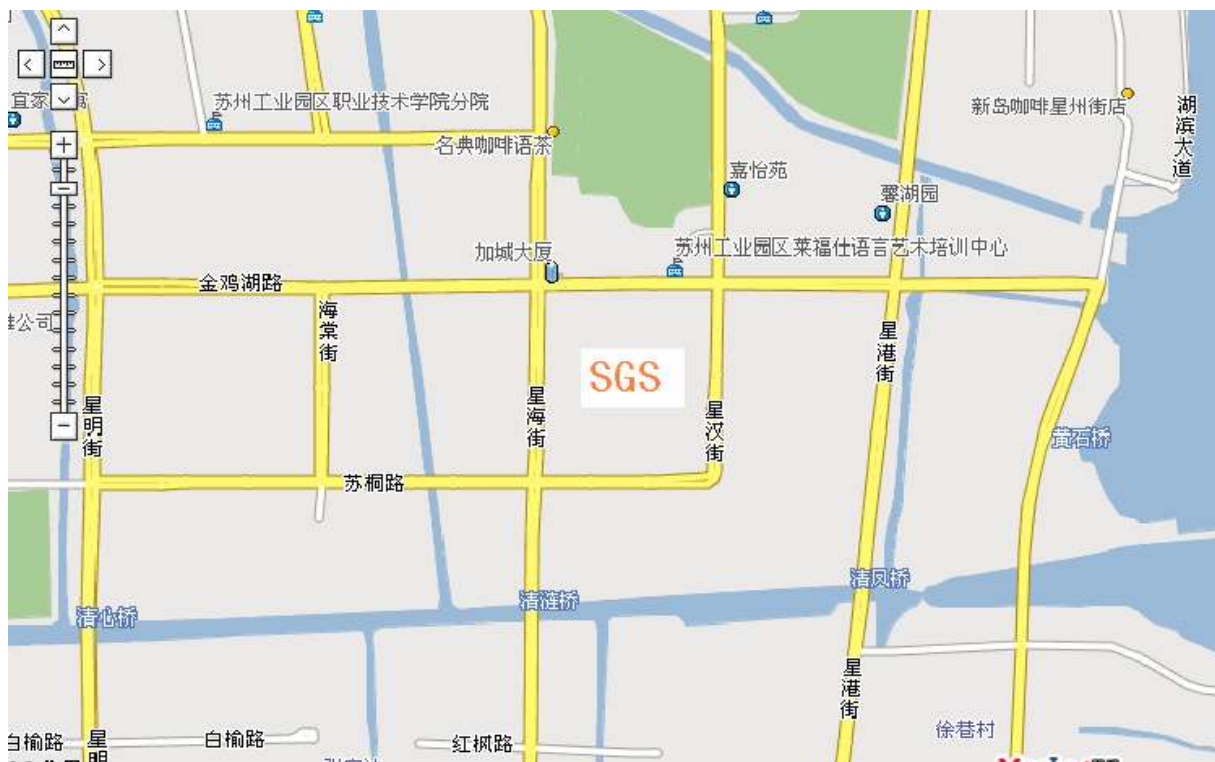 苏州工业园区职业技术学院分院
新岛咖啡星州街店
湖滨大道
名典咖啡语茶
嘉怡苑
馨湖园
加城大厦
苏州工业园区莱福仕语言艺术培训中心
金鸡湖路
海棠街
星港街
SGS
星明街
星海街
星汉街
黄石桥
苏桐路
清风桥
清涟桥
清心桥
星港街
徐巷村
白榆路
星明
白榆路
红枫路